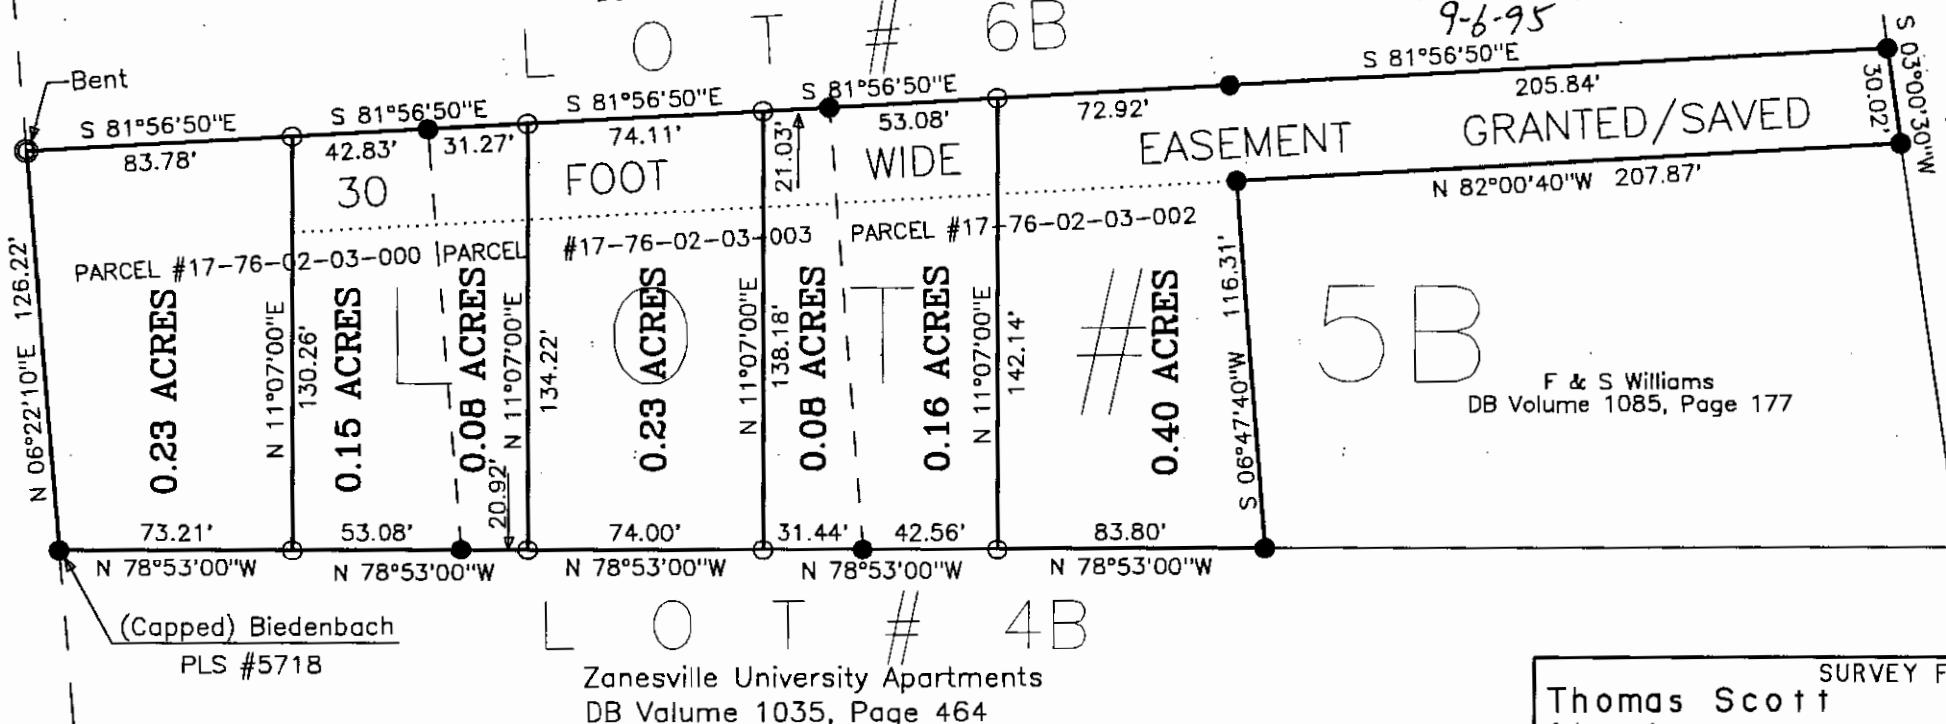 L O T # 6B
9-6-95
Bent
S 81°56'50"E
83.78'
S 81°56'50"E
42.83'
31.27'
S 81°56'50"E
74.11'
S 81°56'50"E
21.03'
53.08'
72.92'
S 81°56'50"E
205.84'
S 03°00'30"W
30.02'
30 FOOT WIDE EASEMENT GRANTED/SAVED
N 82°00'40"W 207.87'
PARCEL #17-76-02-03-000
PARCEL #17-76-02-03-003
PARCEL #17-76-02-03-002
N 06°22'10"E 126.22'
0.23 ACRES
N 11°07'00"E
130.26'
0.15 ACRES
0.08 ACRES
N 11°07'00"E
134.22'
20.92'
0.23 ACRES
N 11°07'00"E
138.18'
0.08 ACRES
0.16 ACRES
N 11°07'00"E
142.14'
0.40 ACRES
S 06°47'40"W 116.31'
L O T # 5B
F & S Williams
DB Volume 1085, Page 177
73.21'
53.08'
74.00'
31.44'
42.56'
83.80'
N 78°53'00"W
N 78°53'00"W
N 78°53'00"W
N 78°53'00"W
N 78°53'00"W
(Capped) Biedenbach
PLS #5718
L O T # 4B
Zanesville University Apartments
DB Valume 1035, Page 464
SURVEY F
Thomas Scott